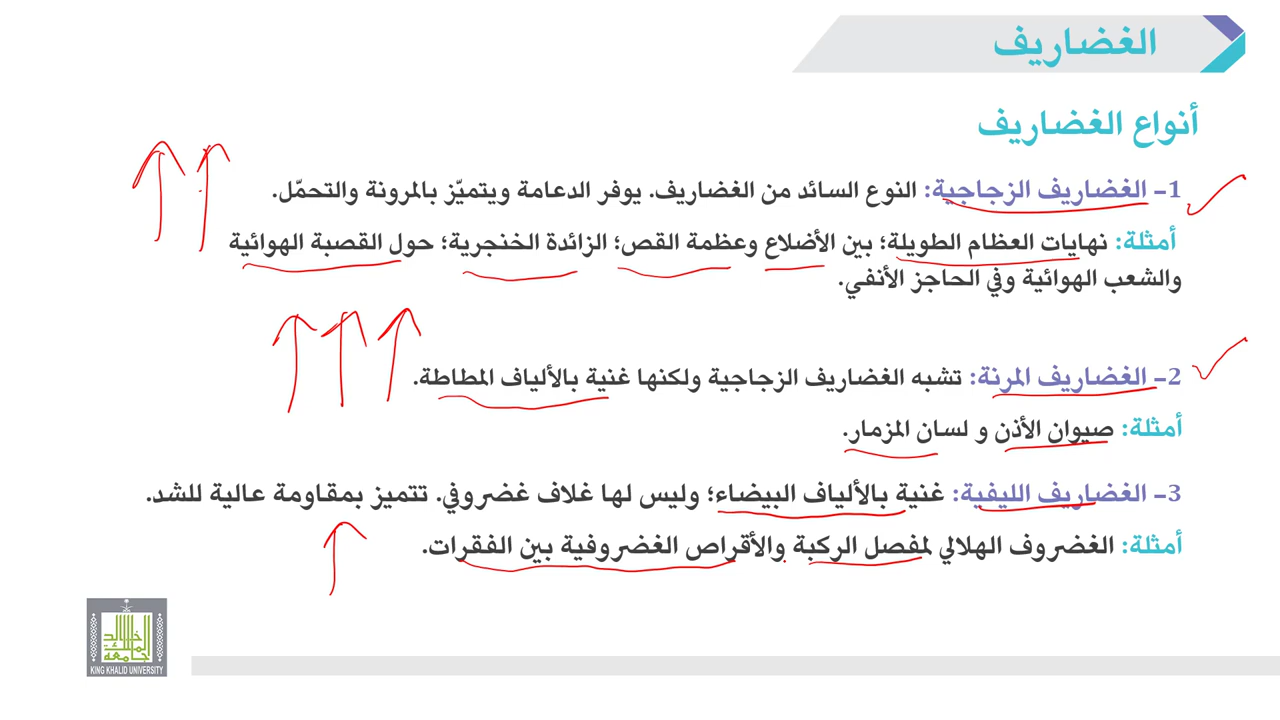 الغضاريف
أنواع الغضاريف
1- الغضاريف الزجاجية: النوع السائد من الغضاريف. يوفر الدعامة ويتميّز بالمرونة والتحمّل.
أمثلة: نهايات العظام الطويلة؛ بين الأضلاع وعظمة القص؛ الزائدة الخنجرية؛ حول القصبة الهوائية
والشعب الهوائية وفي الحاجز الأنفي.
2- الغضاريف المرنة: تشبه الغضاريف الزجاجية ولكنها غنية بالألياف المطاطة.
أمثلة: صيوان الأذن و لسان المزمار.
3- الغضاريف الليفية: غنية بالألياف البيضاء؛ وليس لها غلاف غضروفي. تتميز بمقاومة عالية للشد.
أمثلة: الغضروف الهلالي لمفصل الركبة والأقراص الغضروفية بين الفقرات.
جامعة الملك خالد
KING KHALID UNIVERSITY